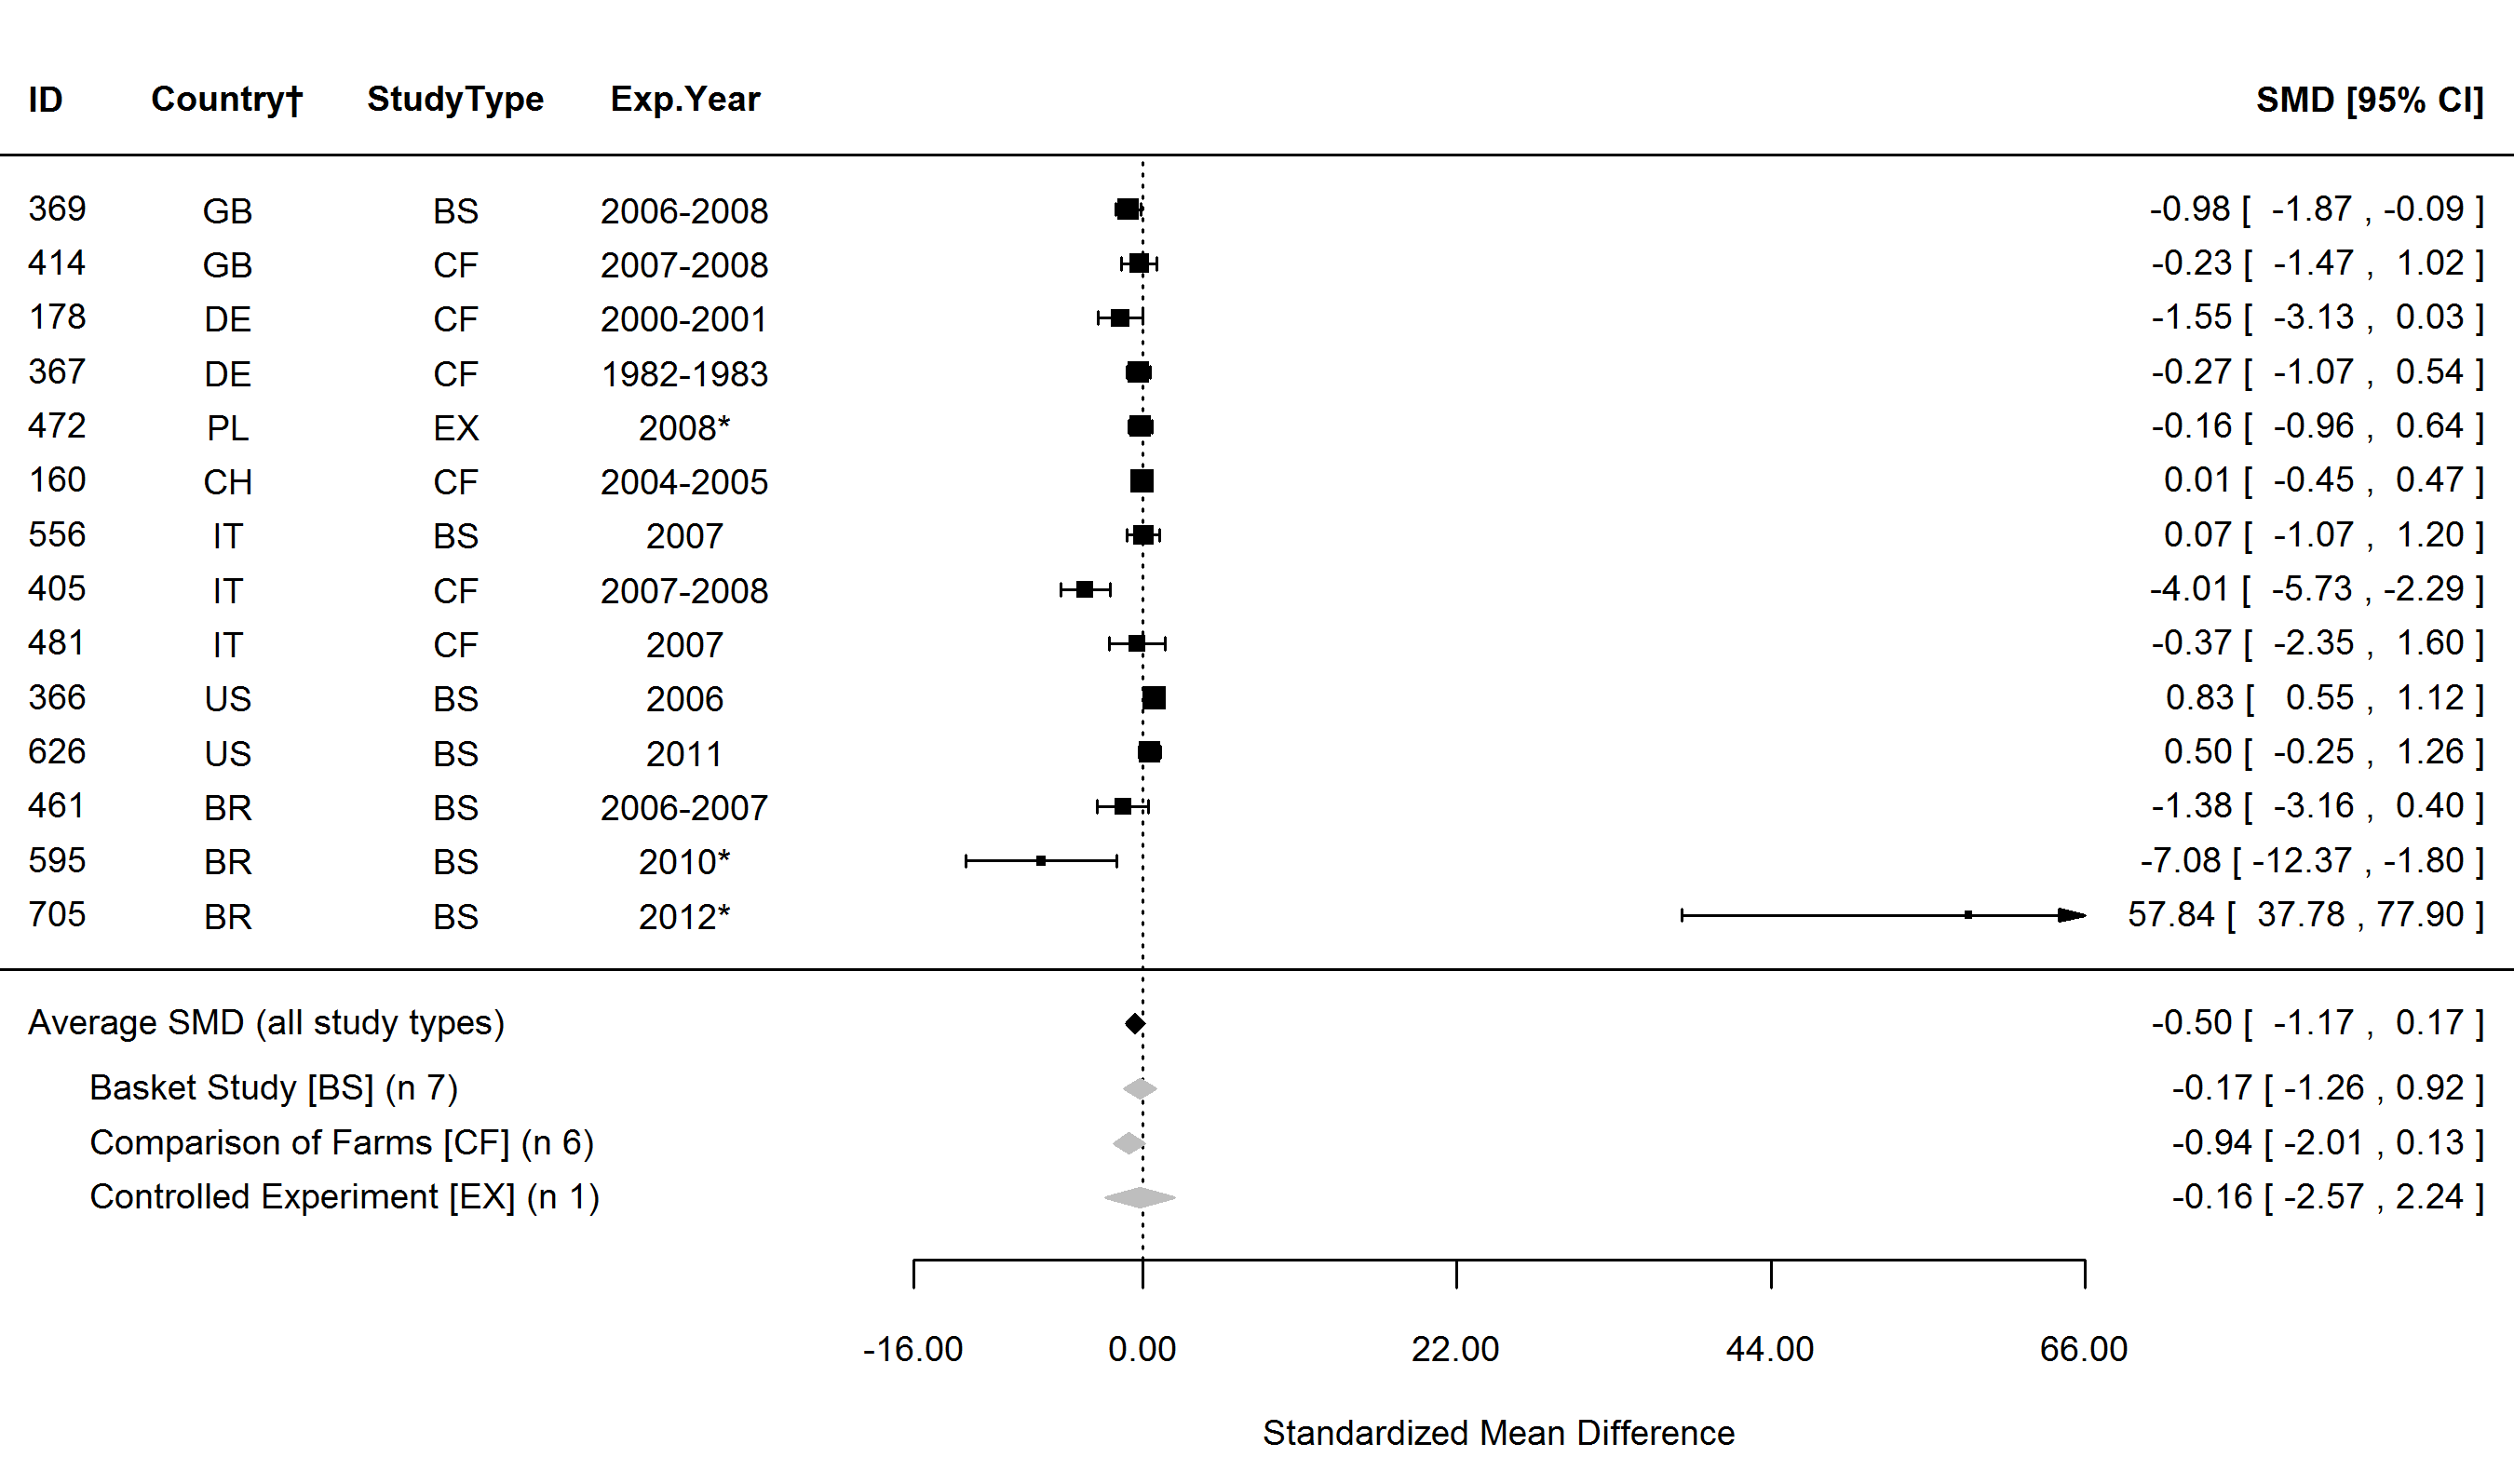 ID Country† StudyType Exp.Year SMD [95% CI]
369 GB BS 2006-2008 -0.98 [ -1.87 , -0.09 ]
414 GB CF 2007-2008 -0.23 [ -1.47 , 1.02 ]
178 DE CF 2000-2001 -1.55 [ -3.13 , 0.03 ]
367 DE CF 1982-1983 -0.27 [ -1.07 , 0.54 ]
472 PL EX 2008* -0.16 [ -0.96 , 0.64 ]
160 CH CF 2004-2005 0.01 [ -0.45 , 0.47 ]
556 IT BS 2007 0.07 [ -1.07 , 1.20 ]
405 IT CF 2007-2008 -4.01 [ -5.73 , -2.29 ]
481 IT CF 2007 -0.37 [ -2.35 , 1.60 ]
366 US BS 2006 0.83 [ 0.55 , 1.12 ]
626 US BS 2011 0.50 [ -0.25 , 1.26 ]
461 BR BS 2006-2007 -1.38 [ -3.16 , 0.40 ]
595 BR BS 2010* -7.08 [ -12.37 , -1.80 ]
705 BR BS 2012* 57.84 [ 37.78 , 77.90 ]
Average SMD (all study types) -0.50 [ -1.17 , 0.17 ]
Basket Study [BS] (n 7) -0.17 [ -1.26 , 0.92 ]
Comparison of Farms [CF] (n 6) -0.94 [ -2.01 , 0.13 ]
Controlled Experiment [EX] (n 1) -0.16 [ -2.57 , 2.24 ]
-16.00 0.00 22.00 44.00 66.00
Standardized Mean Difference